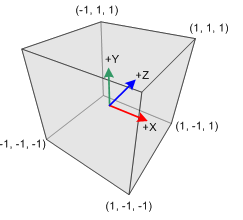 (-1, 1, 1)
(1, 1, 1)
+Y
+Z
+X
(1, -1, 1)
-1, -1, -1)
(1, -1, -1)